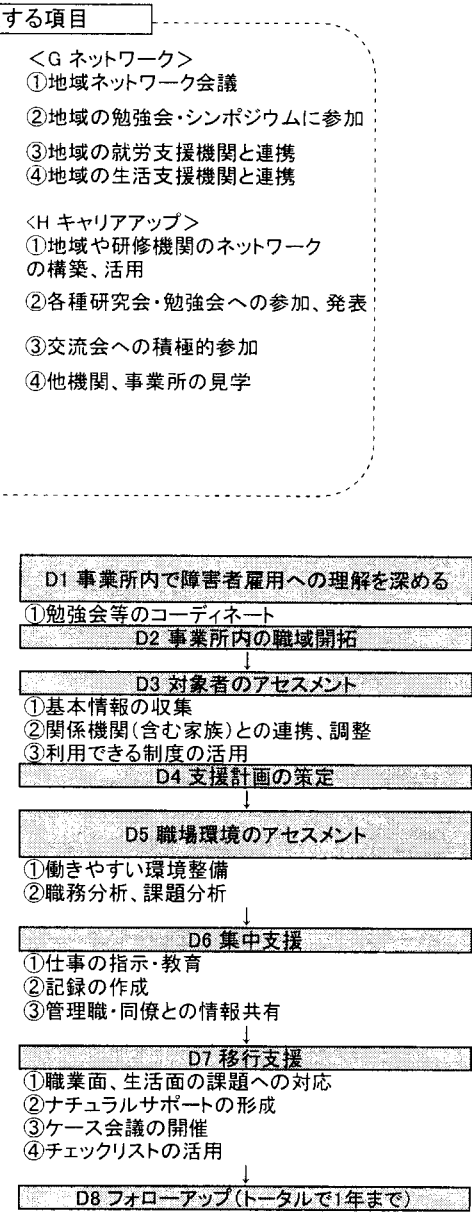 する項目
＜G ネットワーク＞
①地域ネットワーク会議
②地域の勉強会・シンポジウムに参加
③地域の就労支援機関と連携
④地域の生活支援機関と連携
<H キャリアアップ＞
①地域や研修機関のネットワーク
の構築、活用
②各種研究会・勉強会への参加、発表
③交流会への積極的参加
④他機関、事業所の見学
D1 事業所内で障害者雇用への理解を深める
①勉強会等のコーディネート
D2 事業所内の職域開拓
↓
D3 対象者のアセスメント
①基本情報の収集
②関係機関(含む家族)との連携、調整
③利用できる制度の活用
D4 支援計画の策定
↓
D5 職場環境のアセスメント
①働きやすい環境整備
②職務分析、課題分析
↓
D6 集中支援
①仕事の指示・教育
②記録の作成
③管理職・同僚との情報共有
↓
D7 移行支援
①職業面、生活面の課題への対応
②ナチュラルサポートの形成
③ケース会議の開催
④チェックリストの活用
↓
D8 フォローアップ(トータルで1年まで)